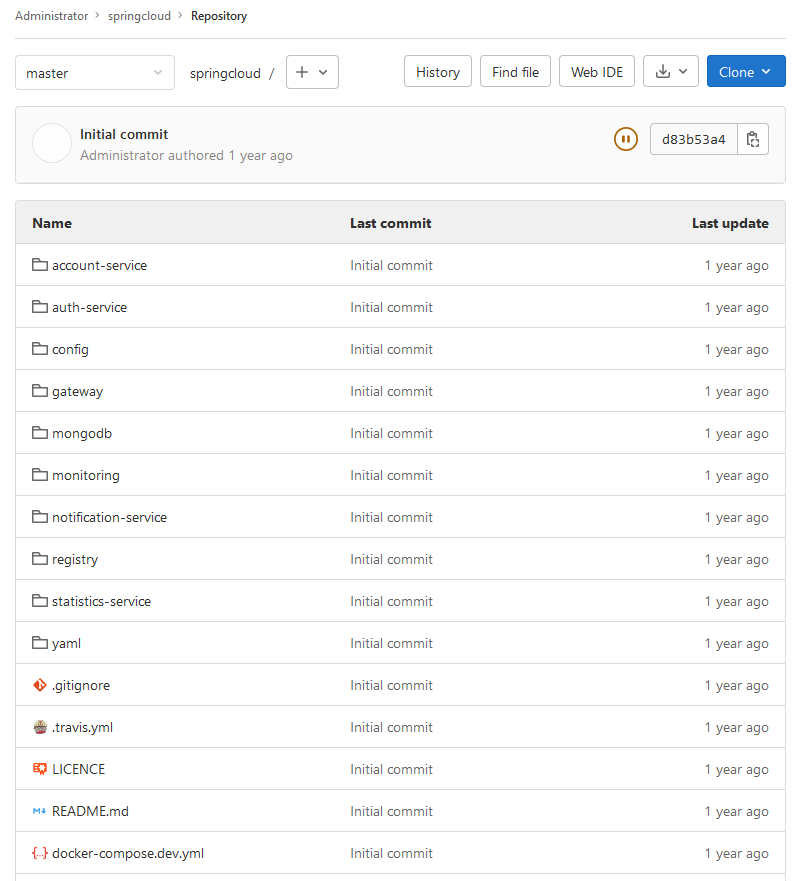 Administrator > springcloud > Repository
master springcloud / + History Find file Web IDE Clone
Initial commit
Administrator authored 1 year ago
d83b53a4
Name Last commit Last update
account-service Initial commit 1 year ago
auth-service Initial commit 1 year ago
config Initial commit 1 year ago
gateway Initial commit 1 year ago
mongodb Initial commit 1 year ago
monitoring Initial commit 1 year ago
notification-service Initial commit 1 year ago
registry Initial commit 1 year ago
statistics-service Initial commit 1 year ago
yaml Initial commit 1 year ago
.gitignore Initial commit 1 year ago
.travis.yml Initial commit 1 year ago
LICENCE Initial commit 1 year ago
README.md Initial commit 1 year ago
docker-compose.dev.yml Initial commit 1 year ago